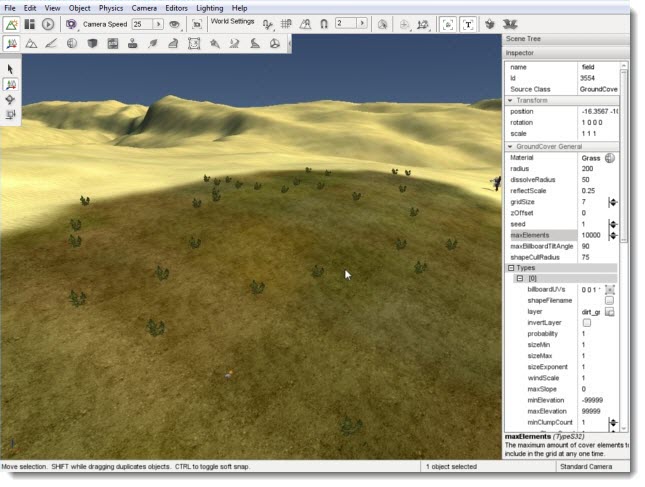 File Edit View Object Physics Camera Editors Lighting Help
Camera Speed 25 World Settings 2
Scene Tree
Inspector
name field
Id 3554
Source Class GroundCove
Transform
position -16.3567 -10
rotation 1 0 0 0
scale 1 1 1
GroundCover General
Material Grass
radius 200
dissolveRadius 50
reflectScale 0.25
gridSize 7
zOffset 0
seed 1
maxElements 10000
maxBillboardTiltAngle 90
shapeCullRadius 75
Types
[0]
billboardUVs 0 0 1
shapeFilename
layer dirt_gr
invertLayer
probability 1
sizeMin 1
sizeMax 1
sizeExponent 1
windScale 1
maxSlope 0
minElevation -99999
maxElevation 99999
minClumpCount 1
maxElements (TypeS32)
The maximum amount of cover elements to
include in the grid at any one time.
Move selection. SHIFT while dragging duplicates objects. CTRL to toggle soft snap. 1 object selected Standard Camera